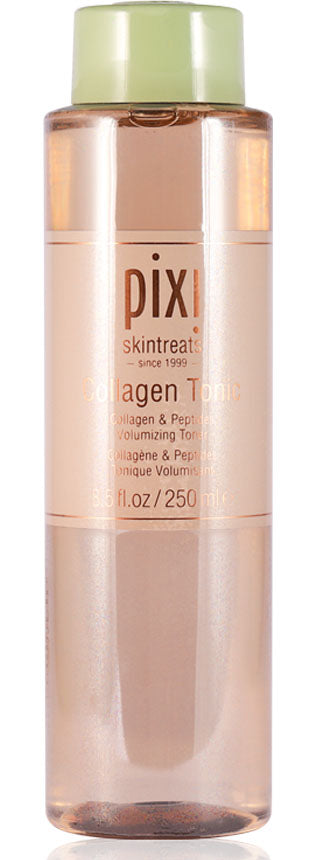 pixi
skintreats
— since 1999 —
Collagen Tonic
Collagen & Peptides
Volumizing Toner
Collagène & Peptides
Tonique Volumisant
8.5 fl.oz / 250 ml e